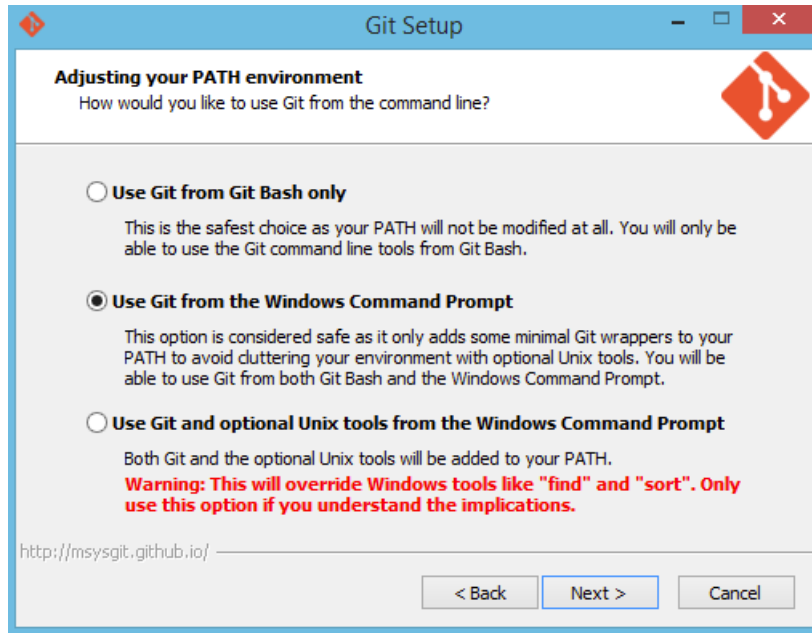 Git Setup
Adjusting your PATH environment
How would you like to use Git from the command line?
Use Git from Git Bash only
This is the safest choice as your PATH will not be modified at all. You will only be
able to use the Git command line tools from Git Bash.
Use Git from the Windows Command Prompt
This option is considered safe as it only adds some minimal Git wrappers to your
PATH to avoid cluttering your environment with optional Unix tools. You will be
able to use Git from both Git Bash and the Windows Command Prompt.
Use Git and optional Unix tools from the Windows Command Prompt
Both Git and the optional Unix tools will be added to your PATH.
Warning: This will override Windows tools like "find" and "sort". Only
use this option if you understand the implications.
http://msysgit.github.io/
< Back Next > Cancel